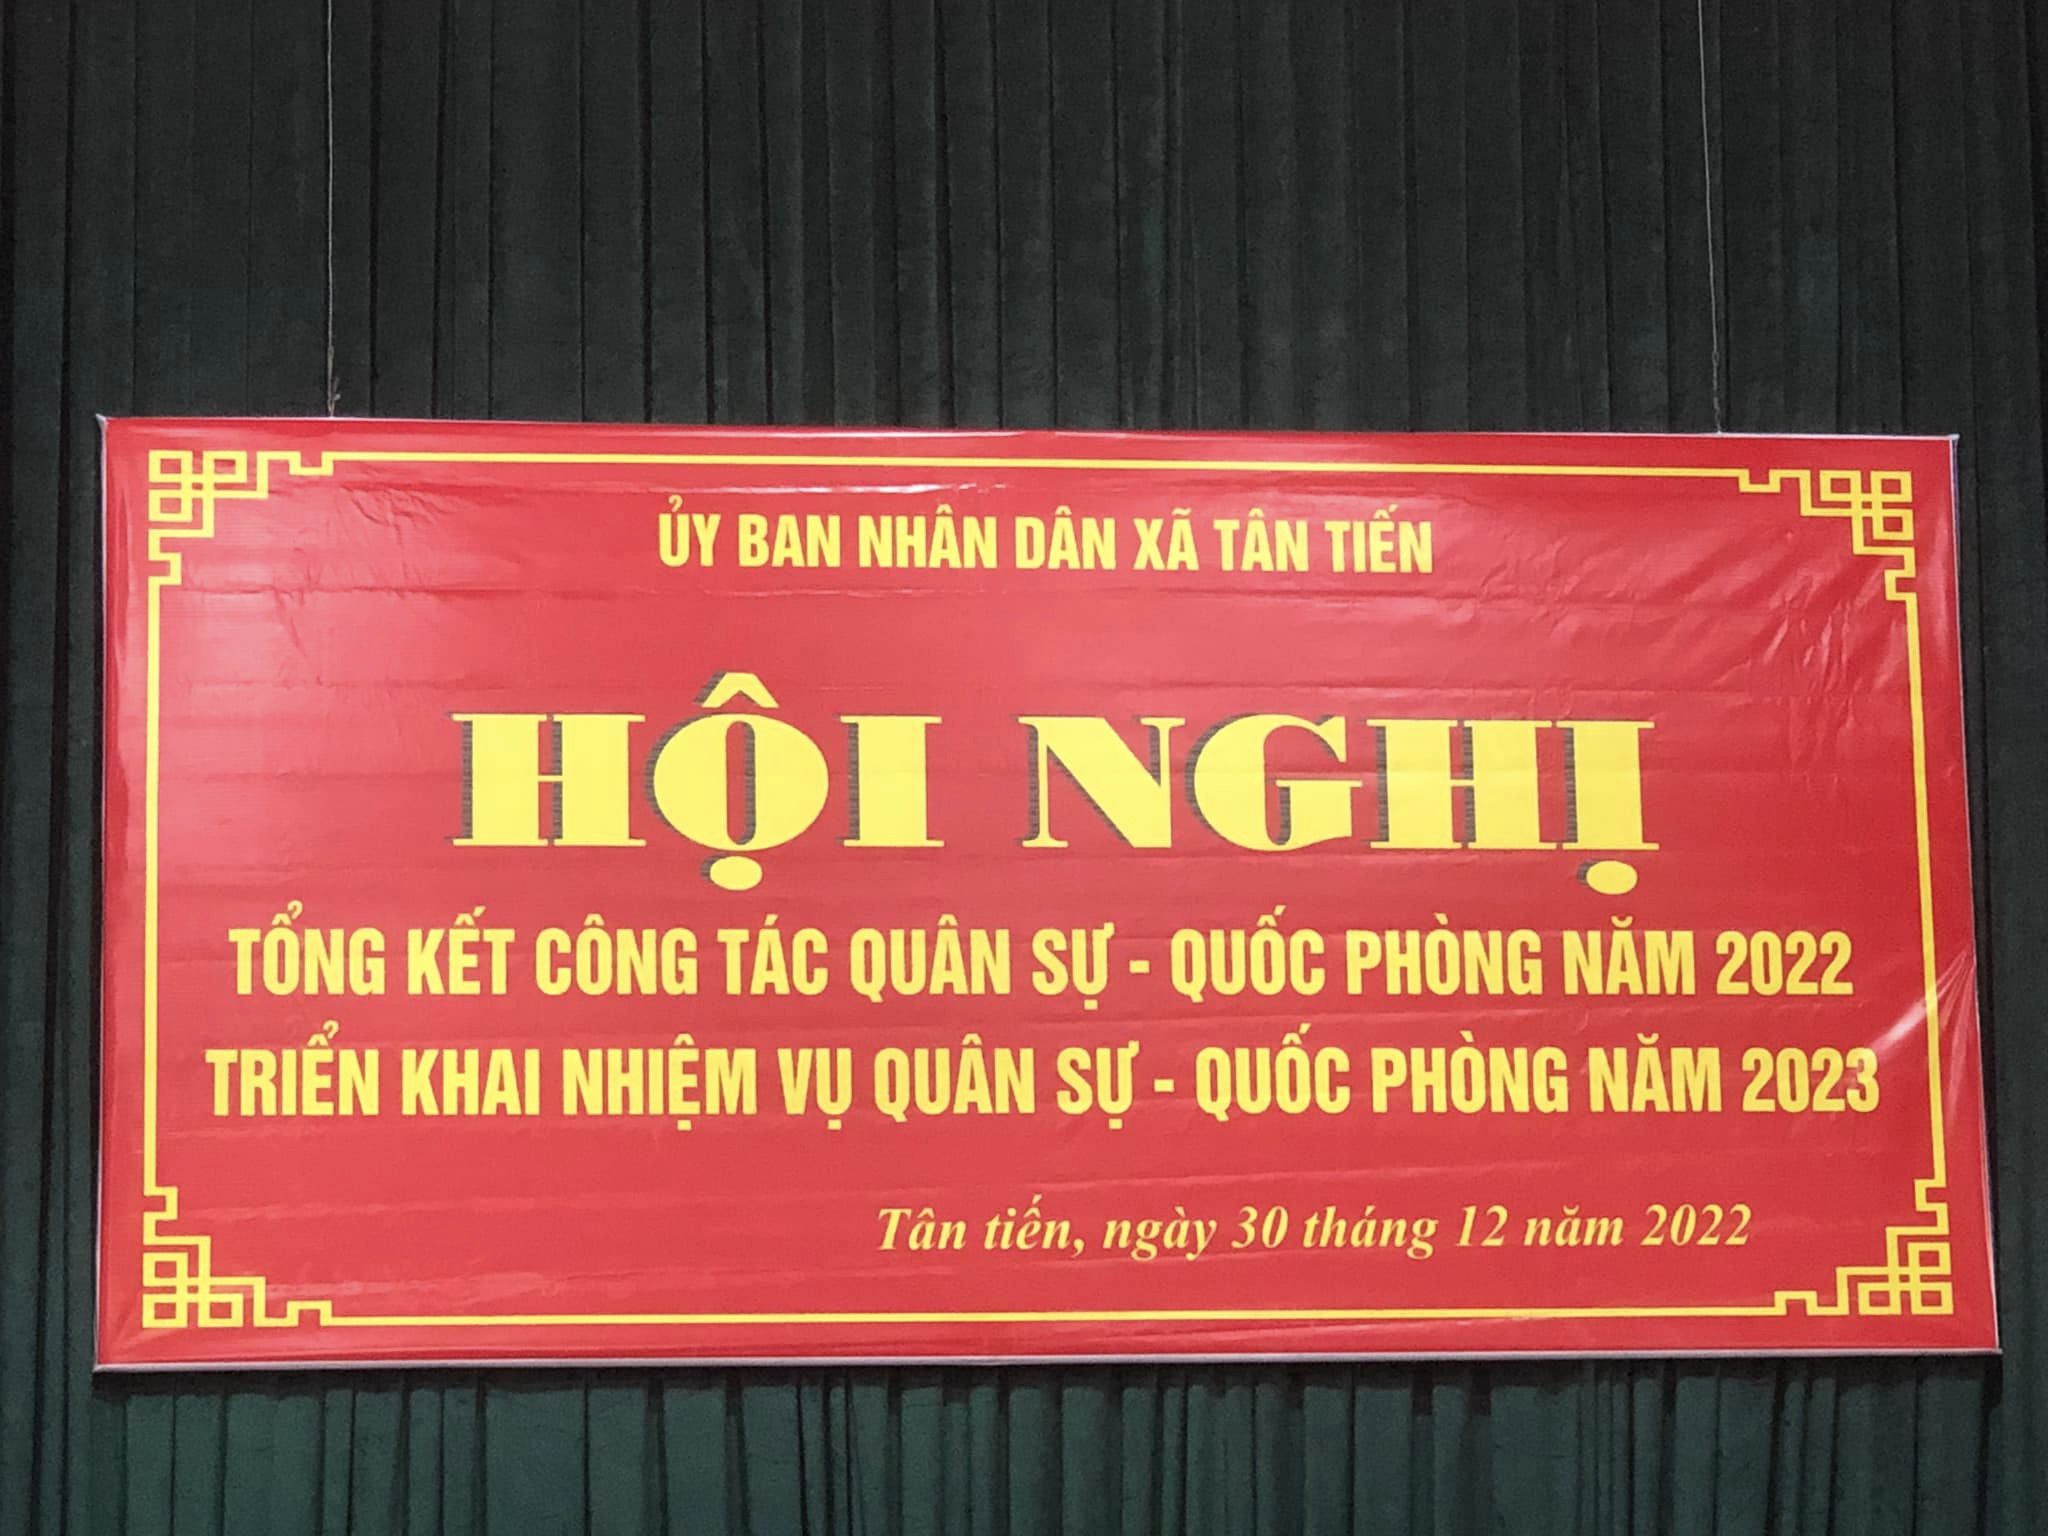 ỦY BAN NHÂN DÂN XÃ TÂN TIẾN
HỘI NGHỊ
TỔNG KẾT CÔNG TÁC QUÂN SỰ - QUỐC PHÒNG NĂM 2022
TRIỂN KHAI NHIỆM VỤ QUÂN SỰ - QUỐC PHÒNG NĂM 2023
Tân tiến, ngày 30 tháng 12 năm 2022